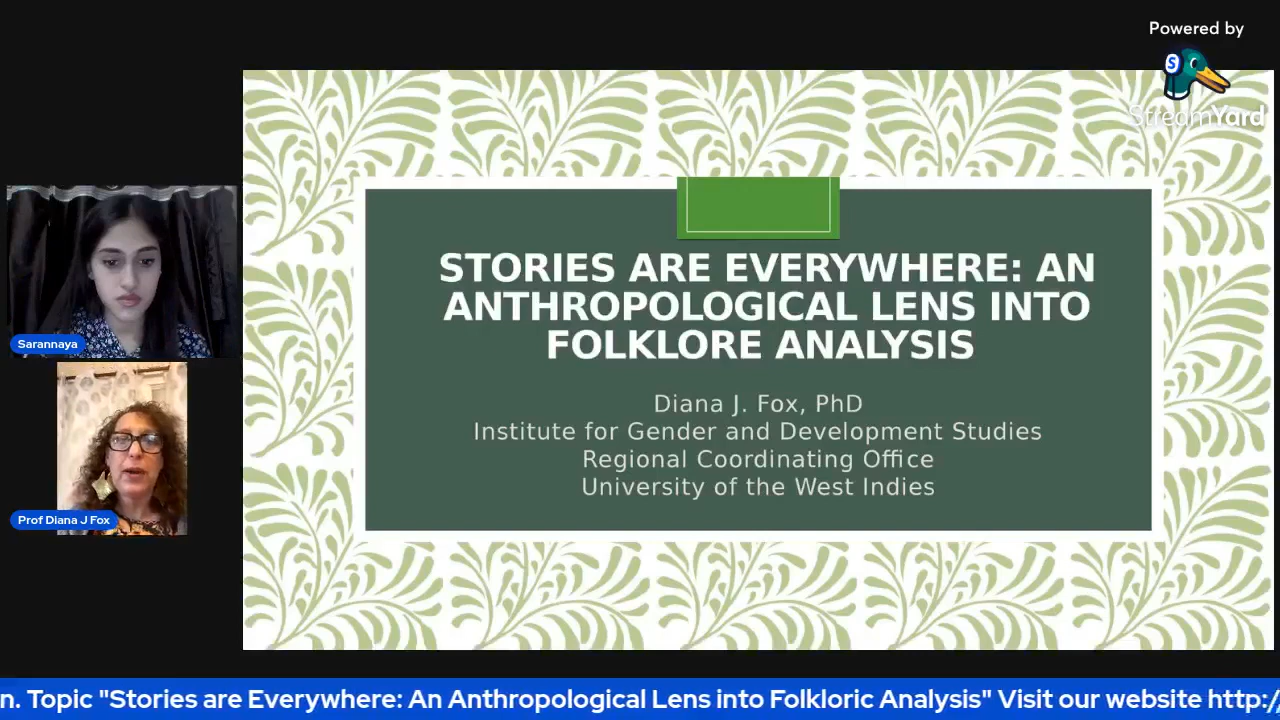 Powered by
S
StreamYard
STORIES ARE EVERYWHERE: AN
ANTHROPOLOGICAL LENS INTO
FOLKLORE ANALYSIS
Diana J. Fox, PhD
Institute for Gender and Development Studies
Regional Coordinating Office
University of the West Indies
Sarannaya
Prof Diana J Fox
n. Topic "Stories are Everywhere: An Anthropological Lens into Folkloric Analysis" Visit our website http:/